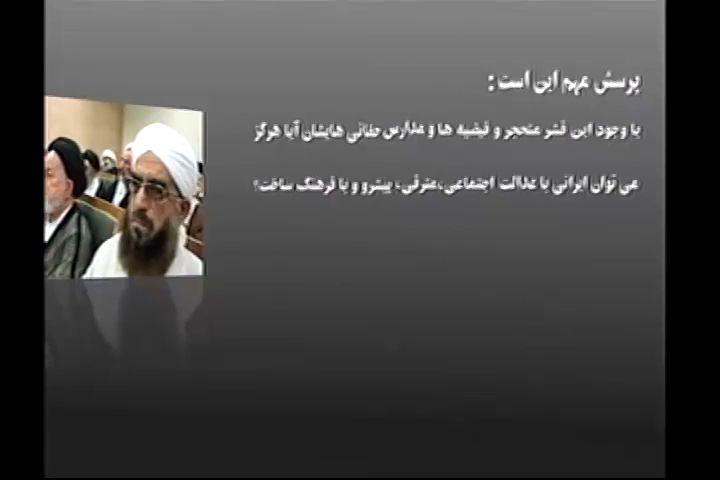 پرسش مهم این است :
با وجود این قشر متحجر و فیضیه ها و مدارس حقانی هایشان آیا هرگز
می توان ایرانی با عدالت اجتماعی،مترقی، پیشرو و با فرهنگ ساخت؟